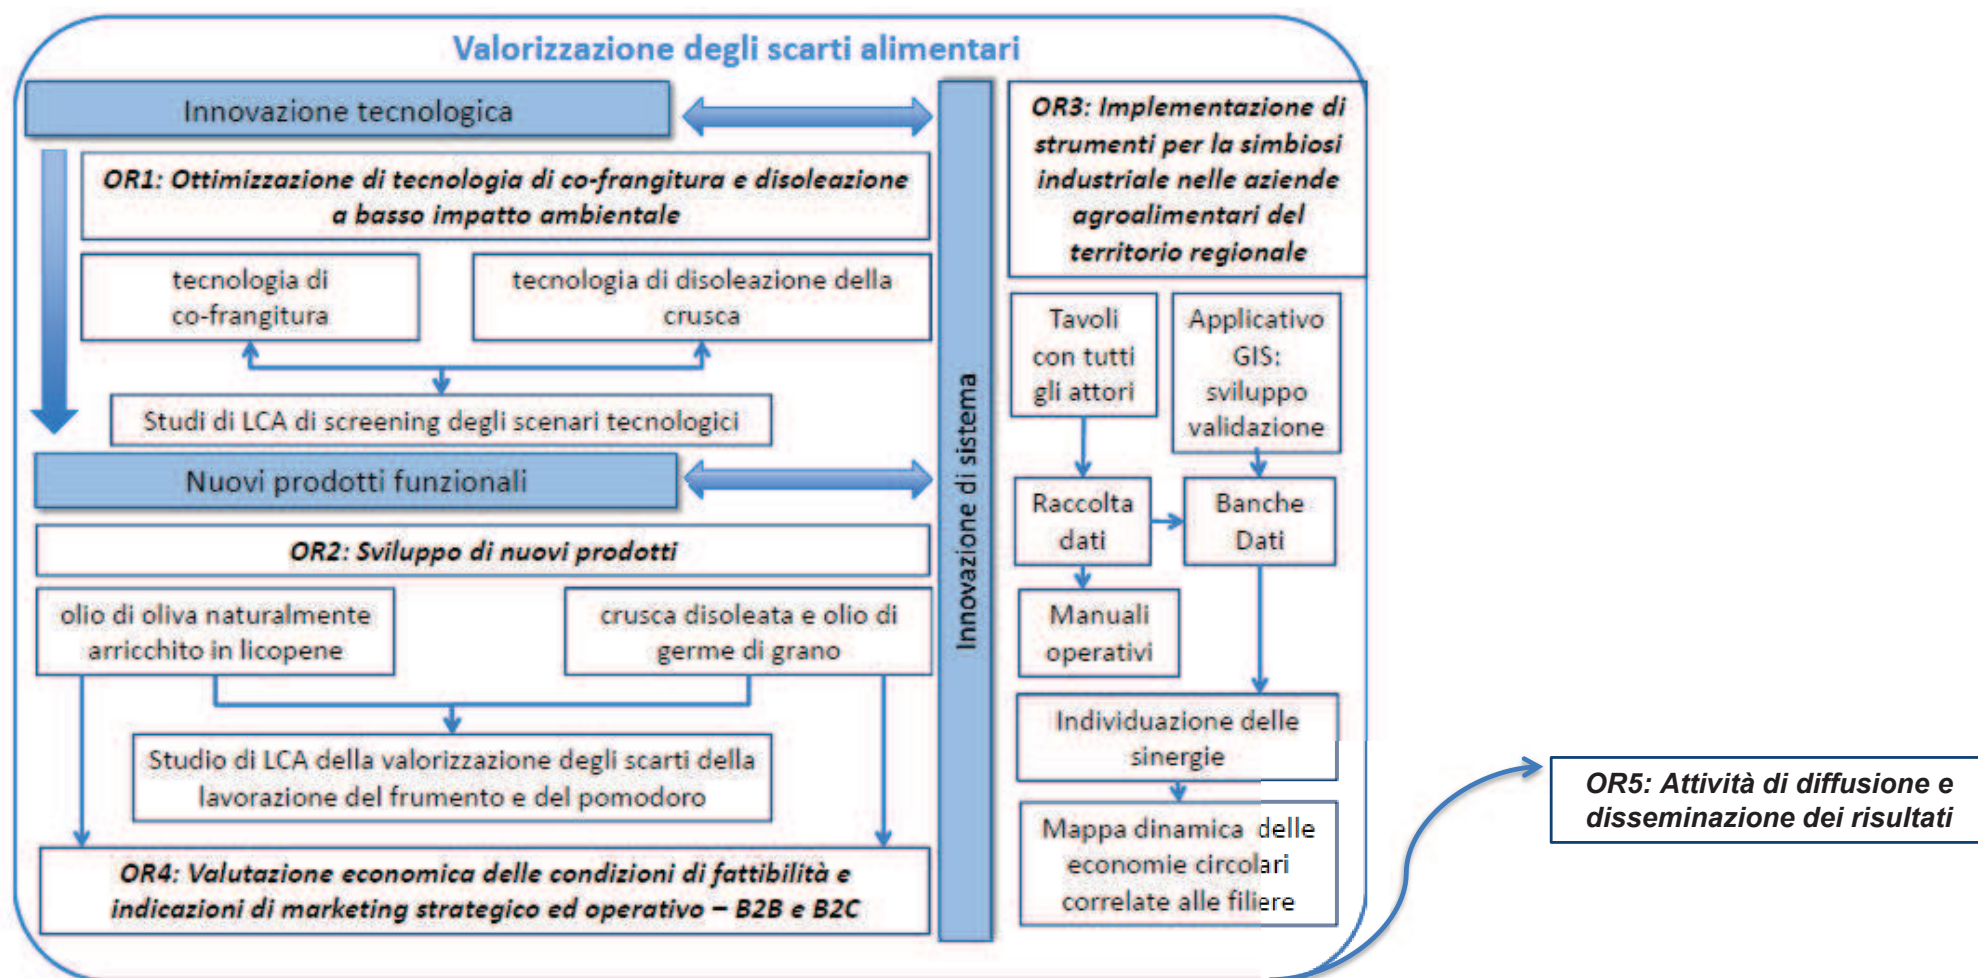 Valorizzazione degli scarti alimentari
Innovazione tecnologica
OR1: Ottimizzazione di tecnologia di co-frangitura e disoleazione
a basso impatto ambientale
tecnologia di
co-frangitura
tecnologia di disoleazione della
crusca
Studi di LCA di screening degli scenari tecnologici
Nuovi prodotti funzionali
OR2: Sviluppo di nuovi prodotti
olio di oliva naturalmente
arricchito in licopene
crusca disoleata e olio di
germe di grano
Studio di LCA della valorizzazione degli scarti della
lavorazione del frumento e del pomodoro
OR4: Valutazione economica delle condizioni di fattibilità e
indicazioni di marketing strategico ed operativo – B2B e B2C
Innovazione di sistema
OR3: Implementazione di
strumenti per la simbiosi
industriale nelle aziende
agroalimentari del
territorio regionale
Tavoli
con tutti
gli attori
Applicativo
GIS:
sviluppo
validazione
Raccolta
dati
Banche
Dati
Manuali
operativi
Individuazione delle
sinergie
Mappa dinamica delle
economie circolari
correlate alle filiere
OR5: Attività di diffusione e
disseminazione dei risultati